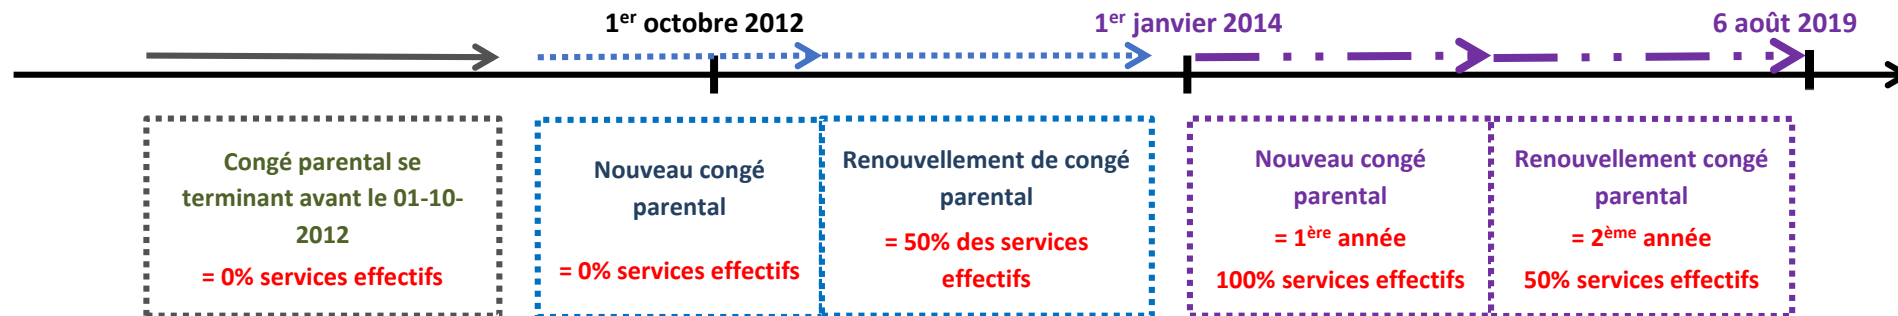 1er octobre 2012
1er janvier 2014
6 août 2019
Congé parental se
terminant avant le 01-10-
2012
= 0% services effectifs
Nouveau congé
parental
= 0% services effectifs
Renouvellement de congé
parental
= 50% des services
effectifs
Nouveau congé
parental
= 1ère année
100% services effectifs
Renouvellement congé
parental
= 2ème année
50% services effectifs